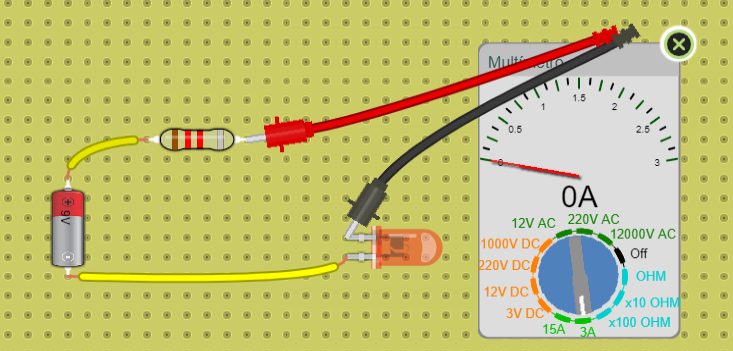 Multímetro
0
0.5
1
1.5
2
2.5
3
0A
12V AC
220V AC
12000V AC
1000V DC
Off
220V DC
OHM
12V DC
x10 OHM
3V DC
x100 OHM
15A
3A
9V